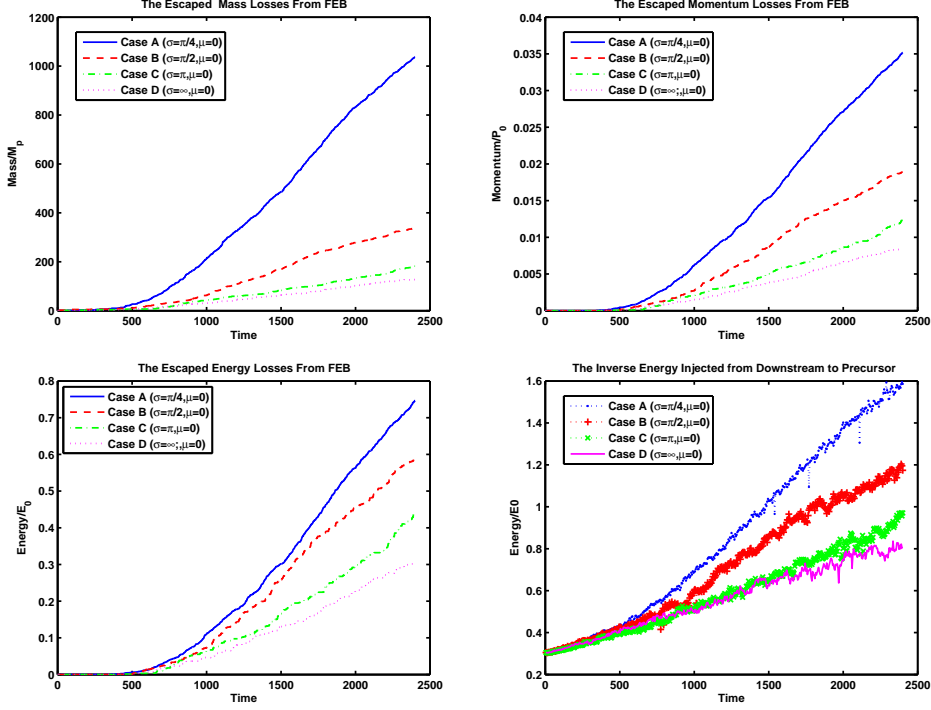 The Escaped Mass Losses From FEB
1200
1000
800
600
400
200
0
Mass/M_p
0 500 1000 1500 2000 2500
Time
Case A (σ=π/4,μ=0)
Case B (σ=π/2,μ=0)
Case C (σ=π,μ=0)
Case D (σ=∞,μ=0)
The Escaped Momentum Losses From FEB
0.04
0.035
0.03
0.025
0.02
0.015
0.01
0.005
0
Momentum/P_0
0 500 1000 1500 2000 2500
Time
Case A (σ=π/4,μ=0)
Case B (σ=π/2,μ=0)
Case C (σ=π,μ=0)
Case D (σ=∞;,μ=0)
The Escaped Energy Losses From FEB
0.8
0.7
0.6
0.5
0.4
0.3
0.2
0.1
0
Energy/E_0
0 500 1000 1500 2000 2500
Time
Case A (σ=π/4,μ=0)
Case B (σ=π/2,μ=0)
Case C (σ=π,μ=0)
Case D (σ=∞;,μ=0)
The Inverse Energy Injected from Downstream to Precursor
1.6
1.4
1.2
1
0.8
0.6
0.4
0.2
Energy/E0
0 500 1000 1500 2000 2500
Time
Case A (σ=π/4,μ=0)
Case B (σ=π/2,μ=0)
Case C (σ=π,μ=0)
Case D (σ=∞,μ=0)